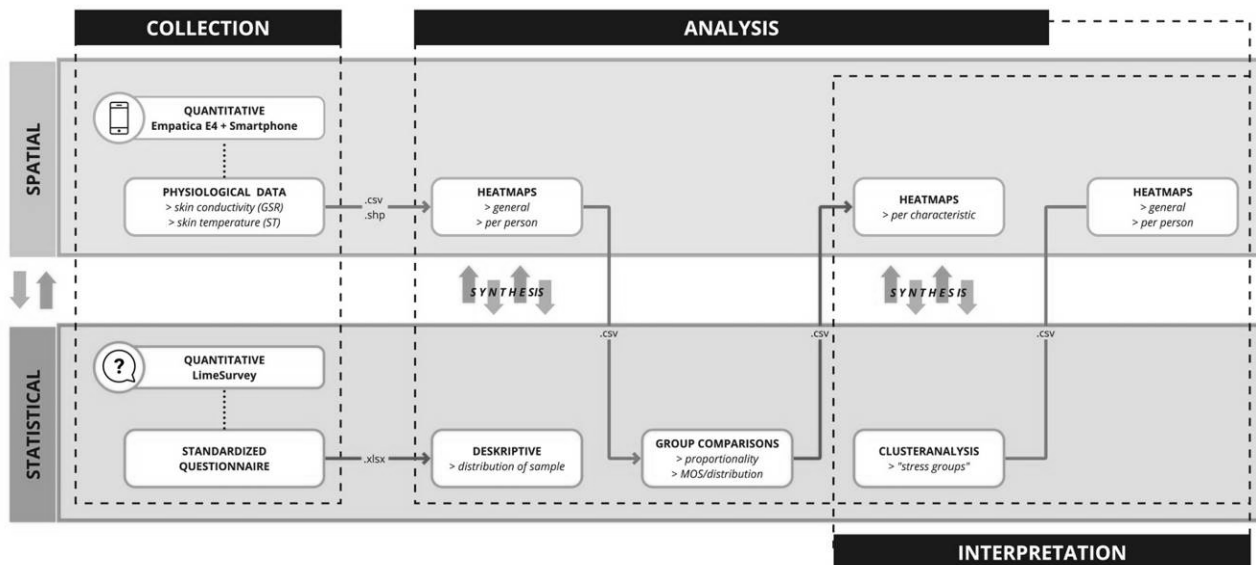 COLLECTION
ANALYSIS
SPATIAL
QUANTITATIVE
Empatica E4 + Smartphone
PHYSIOLOGICAL DATA
> skin conductivity (GSR)
> skin temperature (ST)
.csv
.shp
HEATMAPS
> general
> per person
HEATMAPS
> per characteristic
HEATMAPS
> general
> per person
SYNTHESIS
SYNTHESIS
.csv
.csv
.csv
STATISTICAL
?
QUANTITATIVE
LimeSurvey
STANDARDIZED
QUESTIONNAIRE
.xlsx
DESKRIPTIVE
> distribution of sample
GROUP COMPARISONS
> proportionality
> MOS/distribution
CLUSTERANALYSIS
> "stress groups"
INTERPRETATION